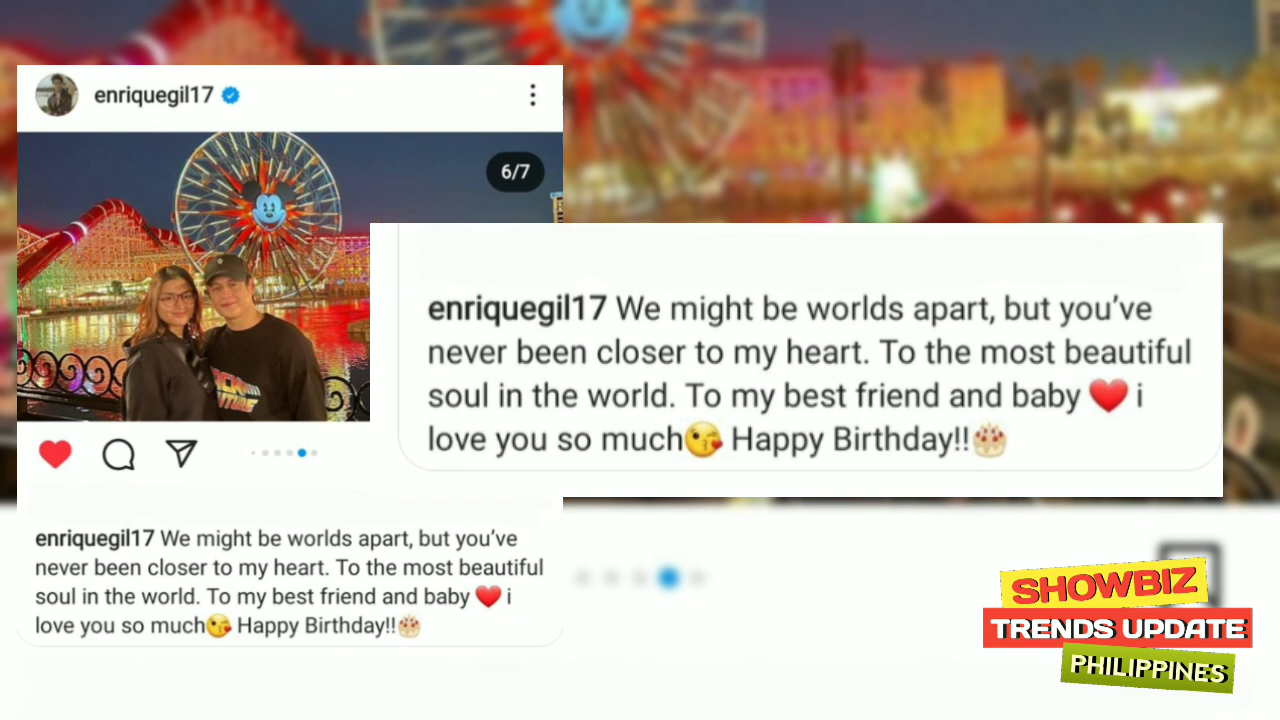 enriquegil17
6/7
enriquegil17 We might be worlds apart, but you’ve
never been closer to my heart. To the most beautiful
soul in the world. To my best friend and baby ❤️ i
love you so much😘 Happy Birthday!!🎂
enriquegil17 We might be worlds apart, but you’ve
never been closer to my heart. To the most beautiful
soul in the world. To my best friend and baby ❤️ i
love you so much😘 Happy Birthday!!🎂
SHOWBIZ
TRENDS UPDATE
PHILIPPINES